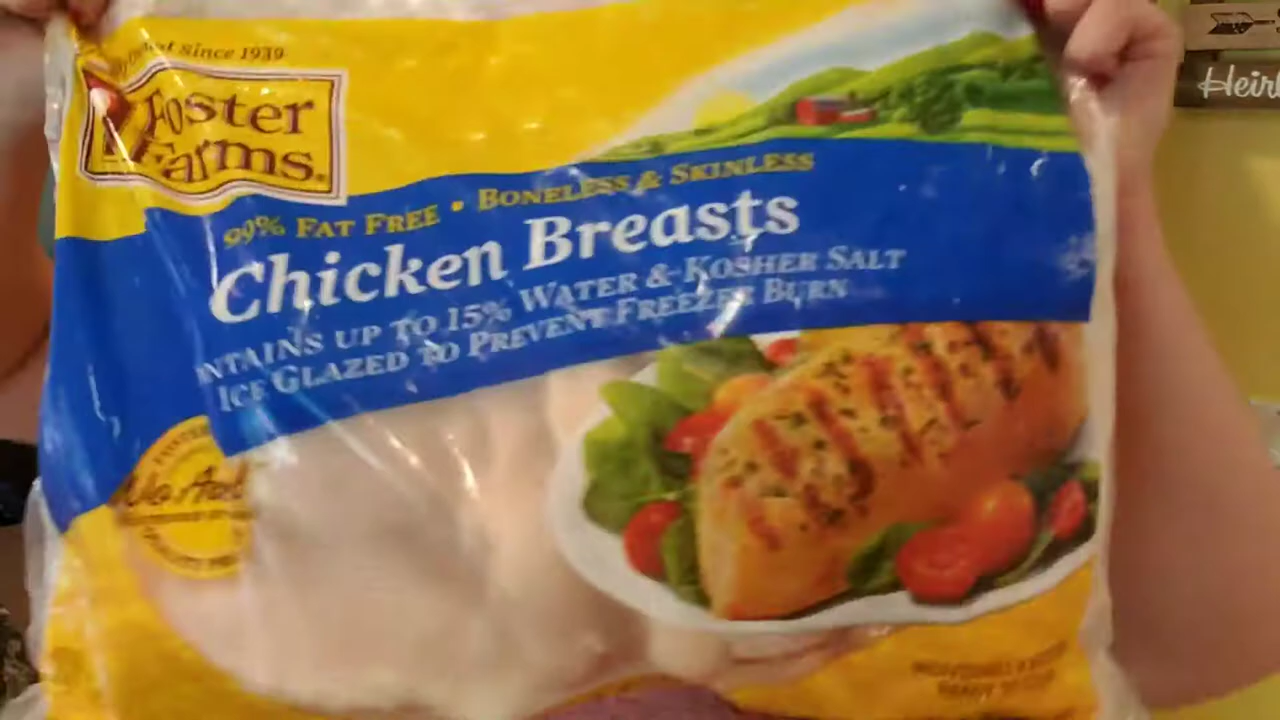 Since 1939
Foster
Farms.
99% FAT FREE • BONELESS & SKINLESS
Chicken Breasts
NTAINS UP TO 15% WATER & KOSHER SALT
ICE GLAZED TO PREVENT FREEZER BURN
Heirl